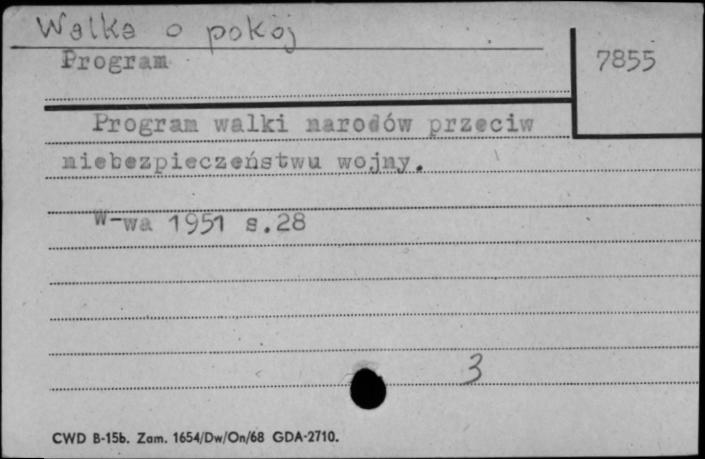 Walka o pokój
Program
7855
Program walki narodów przeciw
niebezpieczeństwu wojny.
W-wa 1951 s.28
3
CWD B-15b. Zam. 1654/Dw/On/68 GDA-2710.